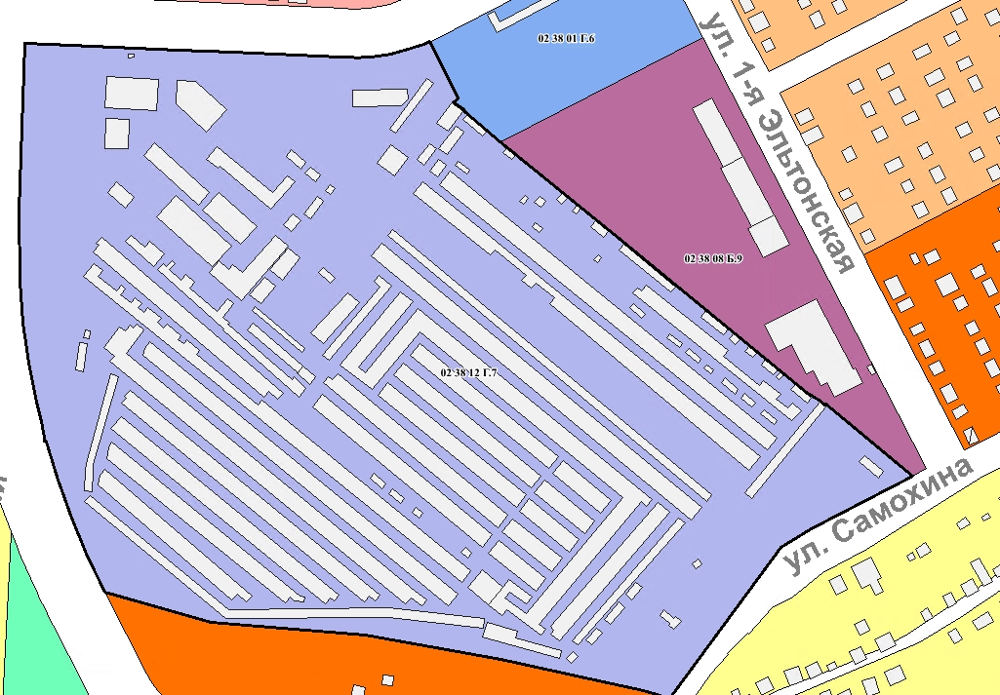 02 38 01 Г.6
ул. 1-я Эльтонская
02 38 08 Б.9
02 38 12 Г.7
ул. Самохина